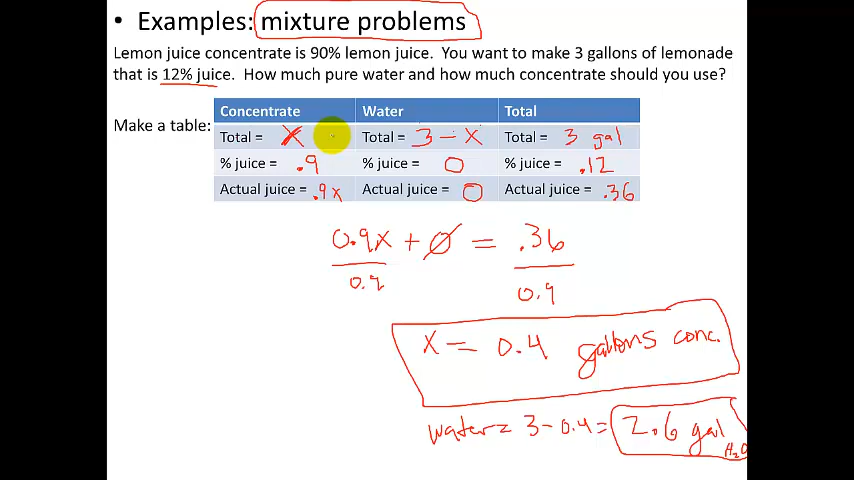 • Examples: mixture problems
Lemon juice concentrate is 90% lemon juice. You want to make 3 gallons of lemonade
that is 12% juice. How much pure water and how much concentrate should you use?
Make a table:
Concentrate Water Total
Total = X Total = 3 - X Total = 3 gal
% juice = .9 % juice = 0 % juice = .12
Actual juice = .9x Actual juice = 0 Actual juice = .36
0.9x + 0 = .36
0.9 0.9
x = 0.4 gallons conc.
water = 3 - 0.4 = 2.6 gal H2O